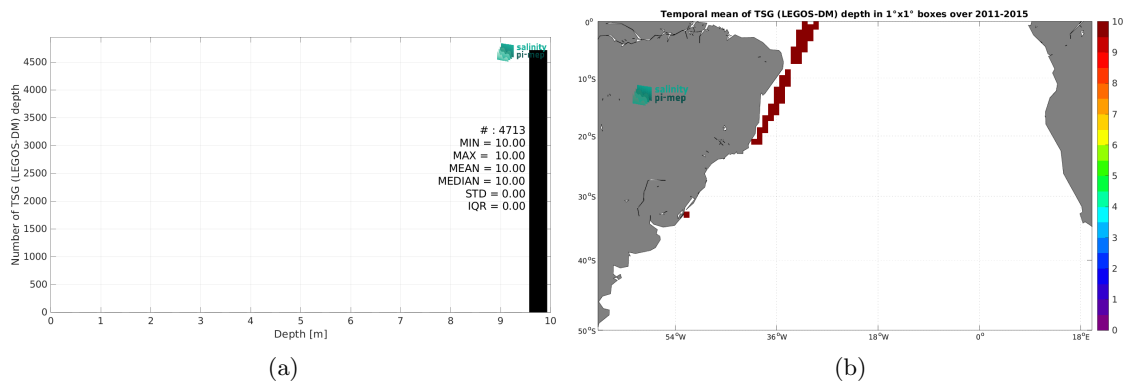 Number of TSG (LEGOS-DM) depth
4500
4000
3500
3000
2500
2000
1500
1000
500
0
salinity
pi-mep
# : 4713
MIN = 10.00
MAX = 10.00
MEAN = 10.00
MEDIAN = 10.00
STD = 0.00
IQR = 0.00
0 1 2 3 4 5 6 7 8 9 10
Depth [m]
(a)
Temporal mean of TSG (LEGOS-DM) depth in 1°x1° boxes over 2011-2015
0°
10°S
20°S
30°S
40°S
50°S
salinity
pi-mep
54°W 36°W 18°W 0° 18°E
10
9
8
7
6
5
4
3
2
1
0
(b)